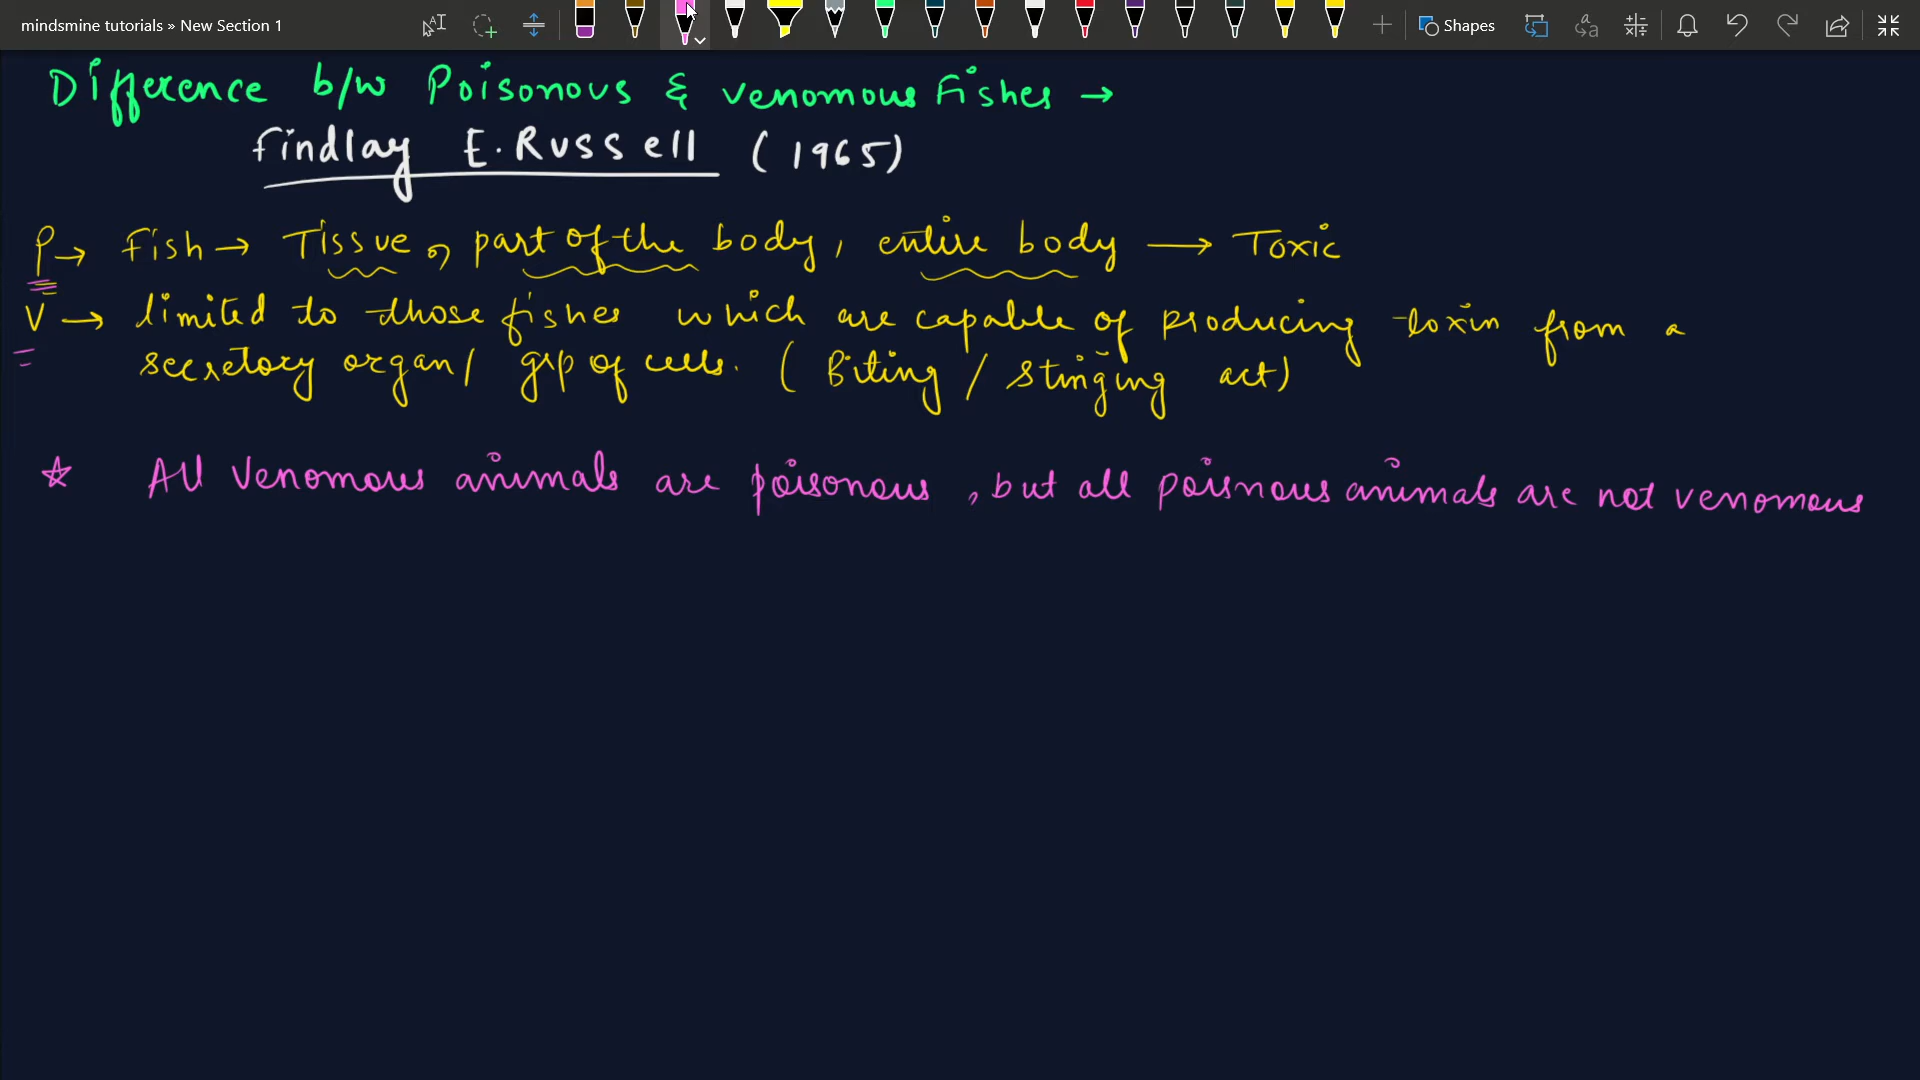 mindsmine tutorials » New Section 1
Shapes
Difference b/w Poisonous & venomous Fishes →
Findlay E. Russell (1965)
P→ Fish → Tissue, part of the body, entire body → Toxic
V → limited to those fishes which are capable of producing toxin from a
secretory organ/ grp of cells. (Biting / stinging act)
☆ All Venomous animals are poisonous, but all poisnous animals are not venomous